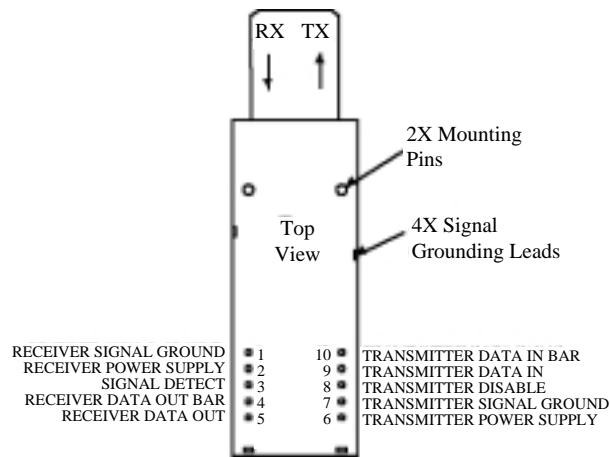 RX TX
2X Mounting
Pins
Top
View
4X Signal
Grounding Leads
RECEIVER SIGNAL GROUND 1 10 TRANSMITTER DATA IN BAR
RECEIVER POWER SUPPLY 2 9 TRANSMITTER DATA IN
SIGNAL DETECT 3 8 TRANSMITTER DISABLE
RECEIVER DATA OUT BAR 4 7 TRANSMITTER SIGNAL GROUND
RECEIVER DATA OUT 5 6 TRANSMITTER POWER SUPPLY